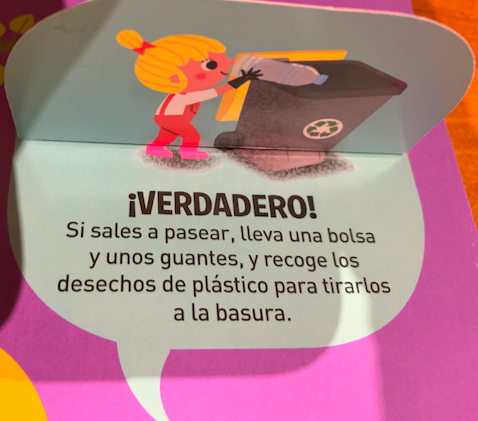 ¡VERDADERO!
Si sales a pasear, lleva una bolsa
y unos guantes, y recoge los
desechos de plástico para tirarlos
a la basura.